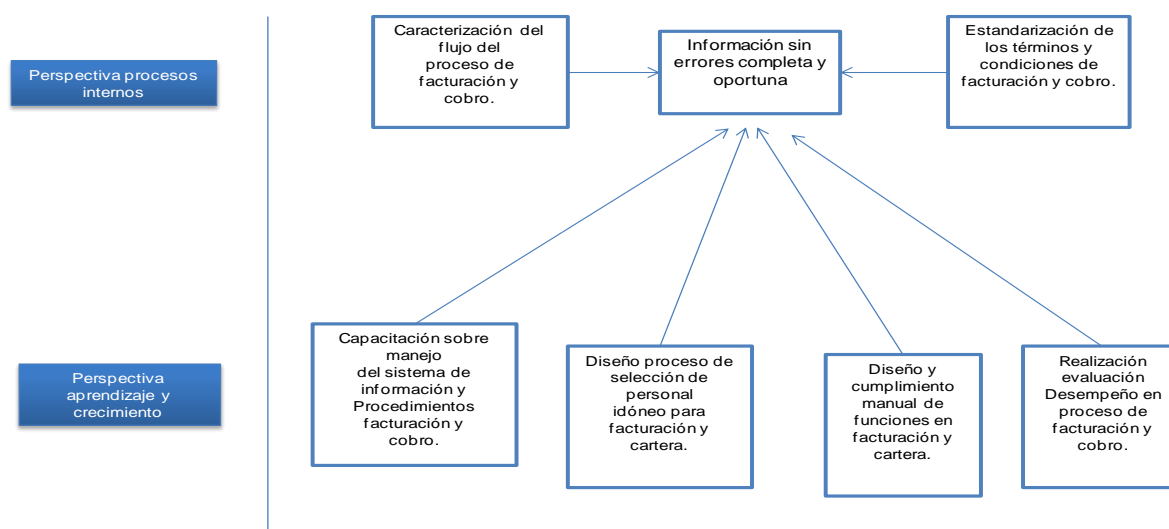 Perspectiva procesos
internos
Caracterización del
flujo del
proceso de
facturación y
cobro.
Información sin
errores completa y
oportuna
Estandarización de
los términos y
condiciones de
facturación y cobro.
Perspectiva
aprendizaje y
crecimiento
Capacitación sobre
manejo
del sistema de
información y
Procedimientos
facturación y
cobro.
Diseño proceso de
selección de
personal
idóneo para
facturación y
cartera.
Diseño y
cumplimiento
manual de
funciones en
facturación y
cartera.
Realización
evaluación
Desempeño en
proceso de
facturación y
cobro.